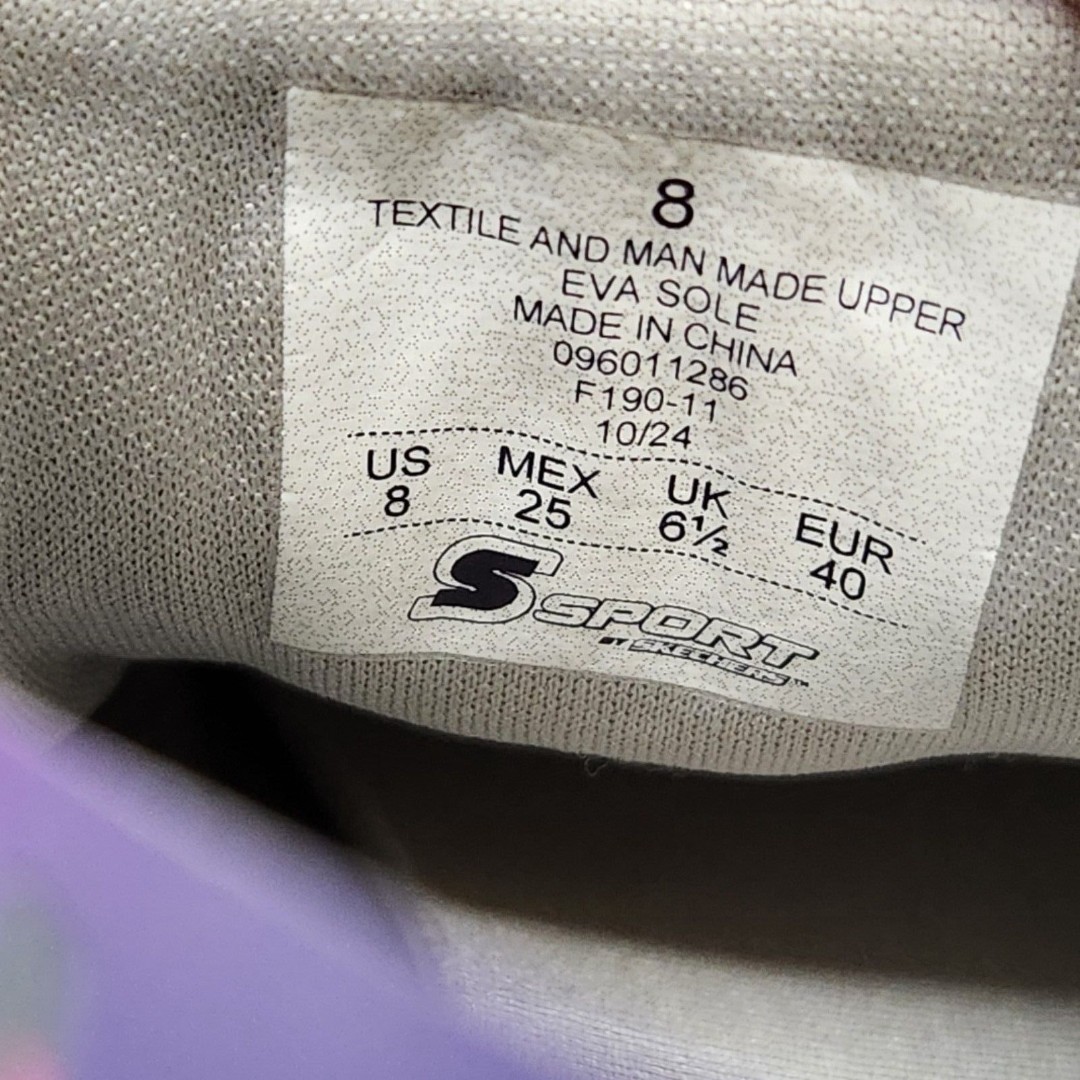 8
TEXTILE AND MAN MADE UPPER
EVA SOLE
MADE IN CHINA
096011286
F190-11
10/24
US MEX UK EUR
8 25 6½ 40
S SPORT
BY SKECHERS™